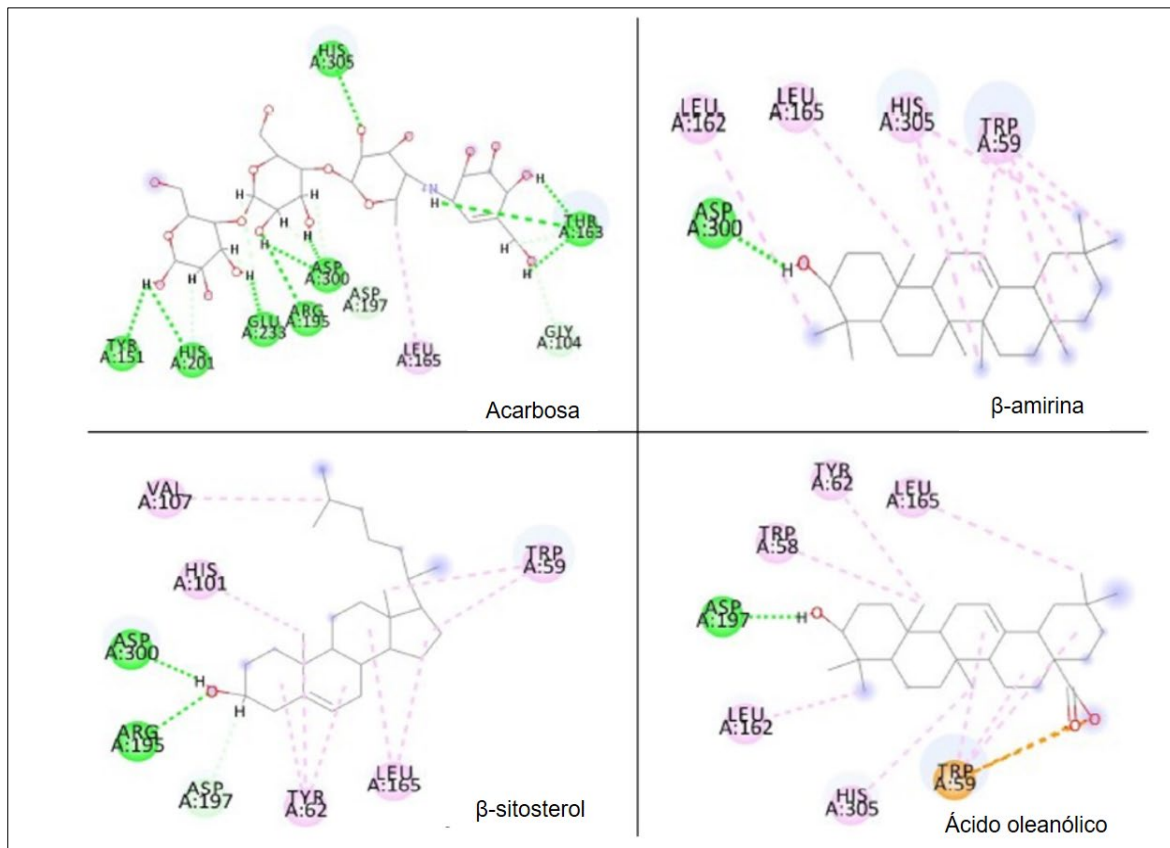 HIS
A:305
H
H
H
H
H
H
H
H
H
H
H
H
THR
A:163
ASP
A:300
ASP
A:197
ARG
A:195
GLU
A:233
TYR
A:151
HIS
A:201
LEU
A:165
GLY
A:104
Acarbosa
LEU
A:162
LEU
A:165
HIS
A:305
TRP
A:59
ASP
A:300
H O
β-amirina
VAL
A:107
HIS
A:101
TRP
A:59
ASP
A:300
H
O
H
ARG
A:195
ASP
A:197
TYR
A:62
LEU
A:165
β-sitosterol
TYR
A:62
LEU
A:165
TRP
A:58
ASP
A:197
H O
LEU
A:162
O O
TRP
A:59
HIS
A:305
Ácido oleanólico